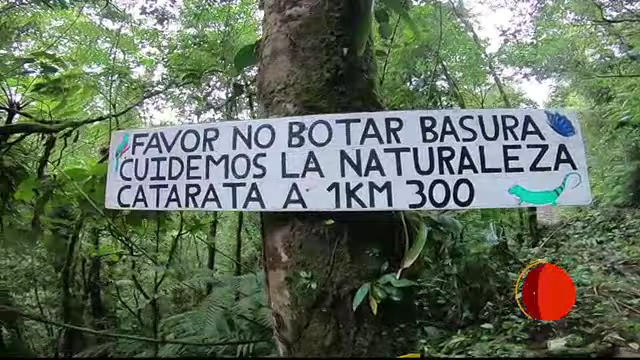 FAVOR NO BOTAR BASURA
CUIDEMOS LA NATURALEZA
CATARATA A 1KM 300